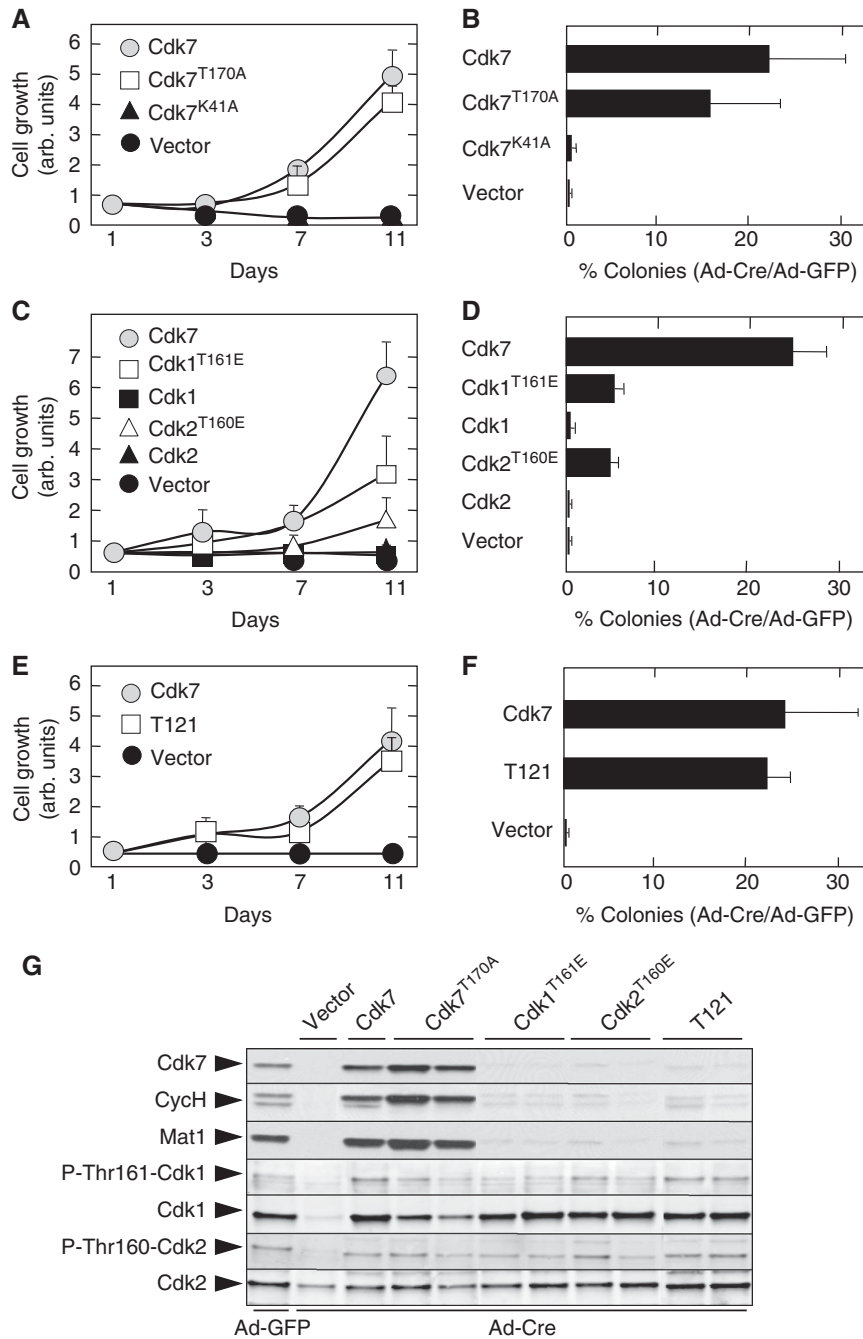 A
Cell growth
(arb. units)
6
5
4
3
2
1
0
Cdk7
Cdk7T170A
Cdk7K41A
Vector
1 3 7 11
Days
B
Cdk7
Cdk7T170A
Cdk7K41A
Vector
0 10 20 30
% Colonies (Ad-Cre/Ad-GFP)
C
Cell growth
(arb. units)
7
6
5
4
3
2
1
0
Cdk7
Cdk1T161E
Cdk1
Cdk2T160E
Cdk2
Vector
1 3 7 11
Days
D
Cdk7
Cdk1T161E
Cdk1
Cdk2T160E
Cdk2
Vector
0 10 20 30
% Colonies (Ad-Cre/Ad-GFP)
E
Cell growth
(arb. units)
6
5
4
3
2
1
0
Cdk7
T121
Vector
1 3 7 11
Days
F
Cdk7
T121
Vector
0 10 20 30
% Colonies (Ad-Cre/Ad-GFP)
G
Vector Cdk7 Cdk7T170A Cdk1T161E Cdk2T160E T121
Cdk7
CycH
Mat1
P-Thr161-Cdk1
Cdk1
P-Thr160-Cdk2
Cdk2
Ad-GFP Ad-Cre